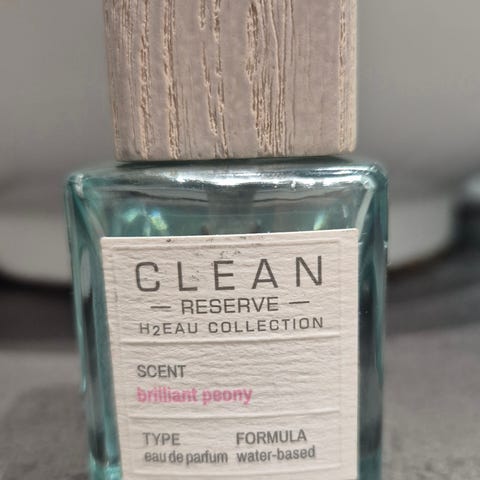 CLEAN
— RESERVE —
H2EAU COLLECTION
SCENT
brilliant peony
TYPE FORMULA
eau de parfum water-based